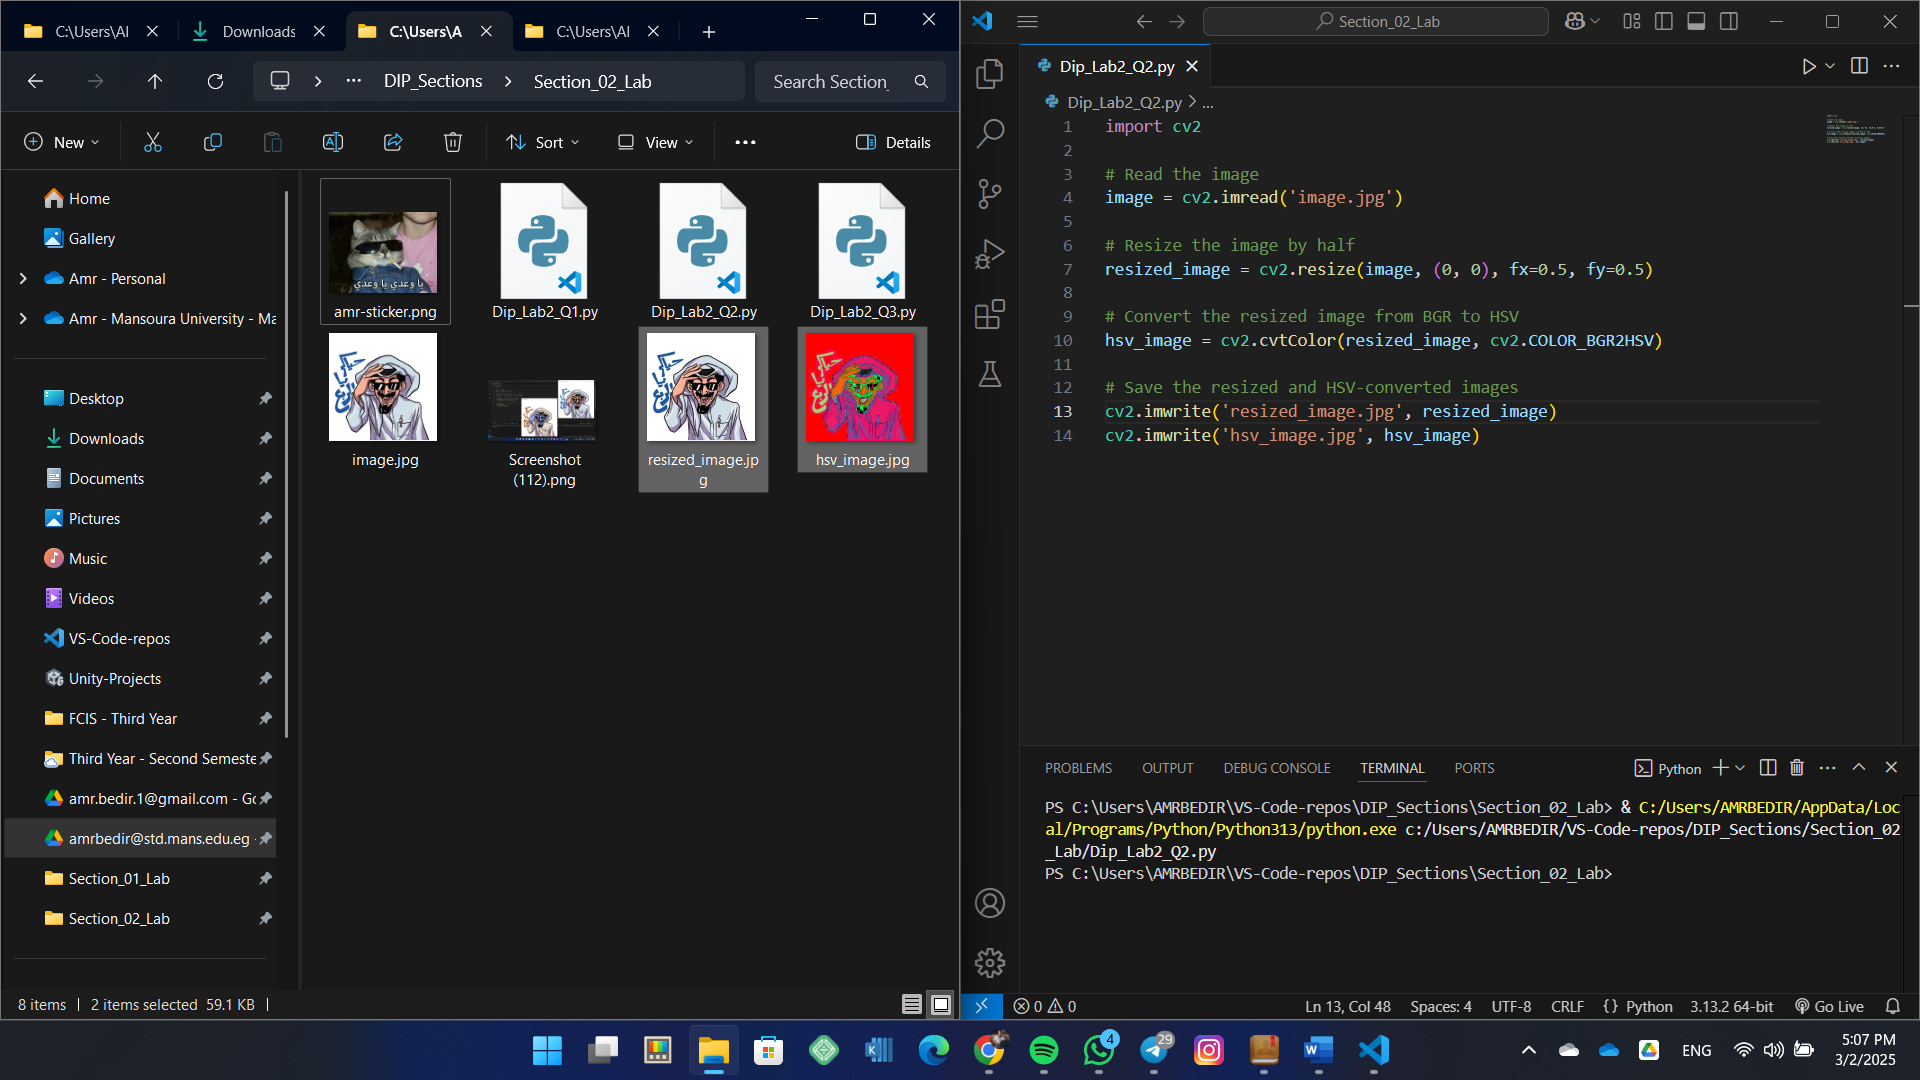 C:\Users\Al
Downloads
C:\Users\A
C:\Users\Al
DIP_Sections
Section_02_Lab
Search Section_
New
Sort
View
Details
Home
Gallery
Amr - Personal
Amr - Mansoura University - Ma
Desktop
Downloads
Documents
Pictures
Music
Videos
VS-Code-repos
Unity-Projects
FCIS - Third Year
Third Year - Second Semeste
amr.bedir.1@gmail.com - Go
amrbedir@std.mans.edu.eg -
Section_01_Lab
Section_02_Lab
يا وعدي يا وعدي
amr-sticker.png
Dip_Lab2_Q1.py
Dip_Lab2_Q2.py
Dip_Lab2_Q3.py
image.jpg
Screenshot
(112).png
resized_image.jp
g
hsv_image.jpg
8 items
2 items selected 59.1 KB
Section_02_Lab
Dip_Lab2_Q2.py
Dip_Lab2_Q2.py > ...
1 import cv2
2
3 # Read the image
4 image = cv2.imread('image.jpg')
5
6 # Resize the image by half
7 resized_image = cv2.resize(image, (0, 0), fx=0.5, fy=0.5)
8
9 # Convert the resized image from BGR to HSV
10 hsv_image = cv2.cvtColor(resized_image, cv2.COLOR_BGR2HSV)
11
12 # Save the resized and HSV-converted images
13 cv2.imwrite('resized_image.jpg', resized_image)
14 cv2.imwrite('hsv_image.jpg', hsv_image)
PROBLEMS
OUTPUT
DEBUG CONSOLE
TERMINAL
PORTS
Python
PS C:\Users\AMRBEDIR\VS-Code-repos\DIP_Sections\Section_02_Lab> & C:/Users/AMRBEDIR/AppData/Loc
al/Programs/Python/Python313/python.exe c:/Users/AMRBEDIR/VS-Code-repos/DIP_Sections/Section_02
_Lab/Dip_Lab2_Q2.py
PS C:\Users\AMRBEDIR\VS-Code-repos\DIP_Sections\Section_02_Lab>
0 0
Ln 13, Col 48
Spaces: 4
UTF-8
CRLF
{} Python
3.13.2 64-bit
Go Live
4
29
ENG
5:07 PM
3/2/2025